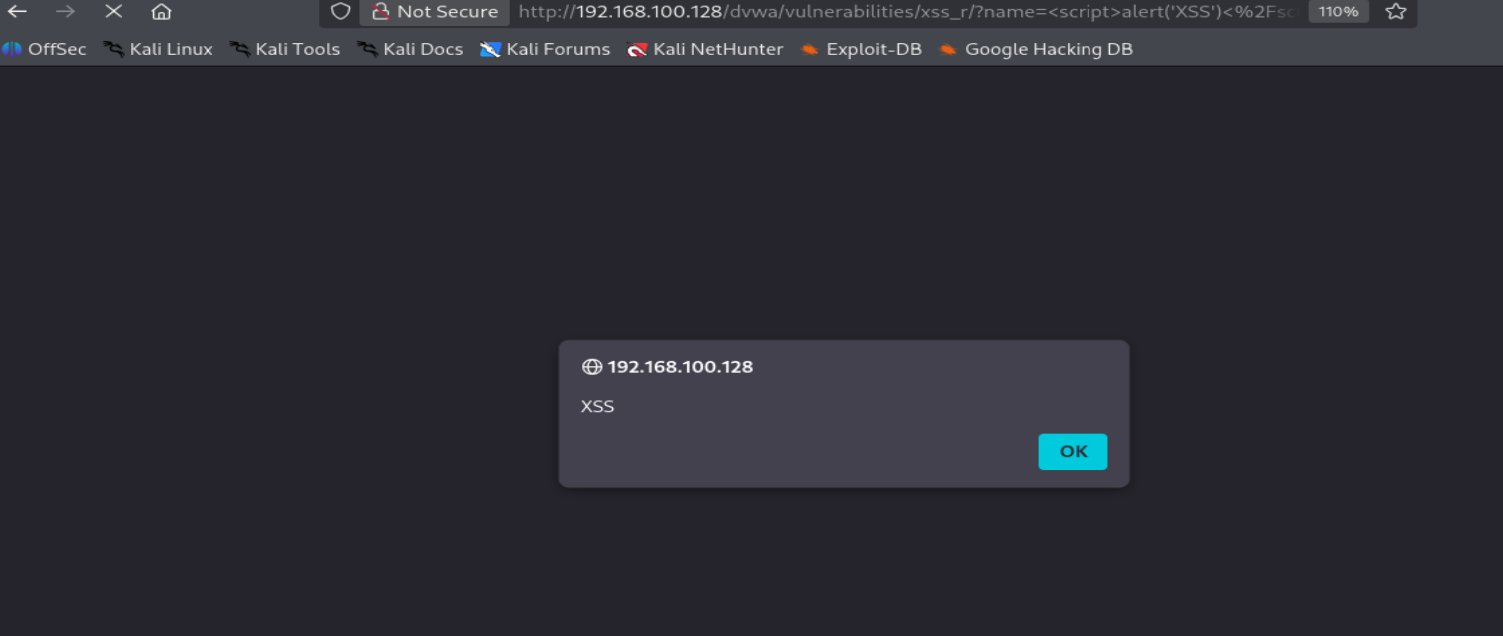 Not Secure http://192.168.100.128/dvwa/vulnerabilities/xss_r/?name=<script>alert('XSS')<%2Fsc 110%
OffSec Kali Linux Kali Tools Kali Docs Kali Forums Kali NetHunter Exploit-DB Google Hacking DB
192.168.100.128
XSS
OK